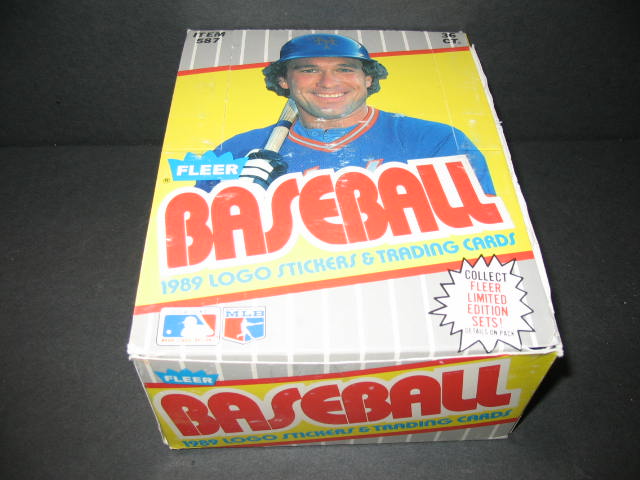 ITEM
587
36
CT.
NY
FLEER
BASEBALL
1989 LOGO STICKERS & TRADING CARDS
COLLECT
FLEER
LIMITED
EDITION
SETS!
DETAILS ON PACK
MLB
FLEER
BASEBALL
1989 LOGO STICKERS & TRADING CARDS